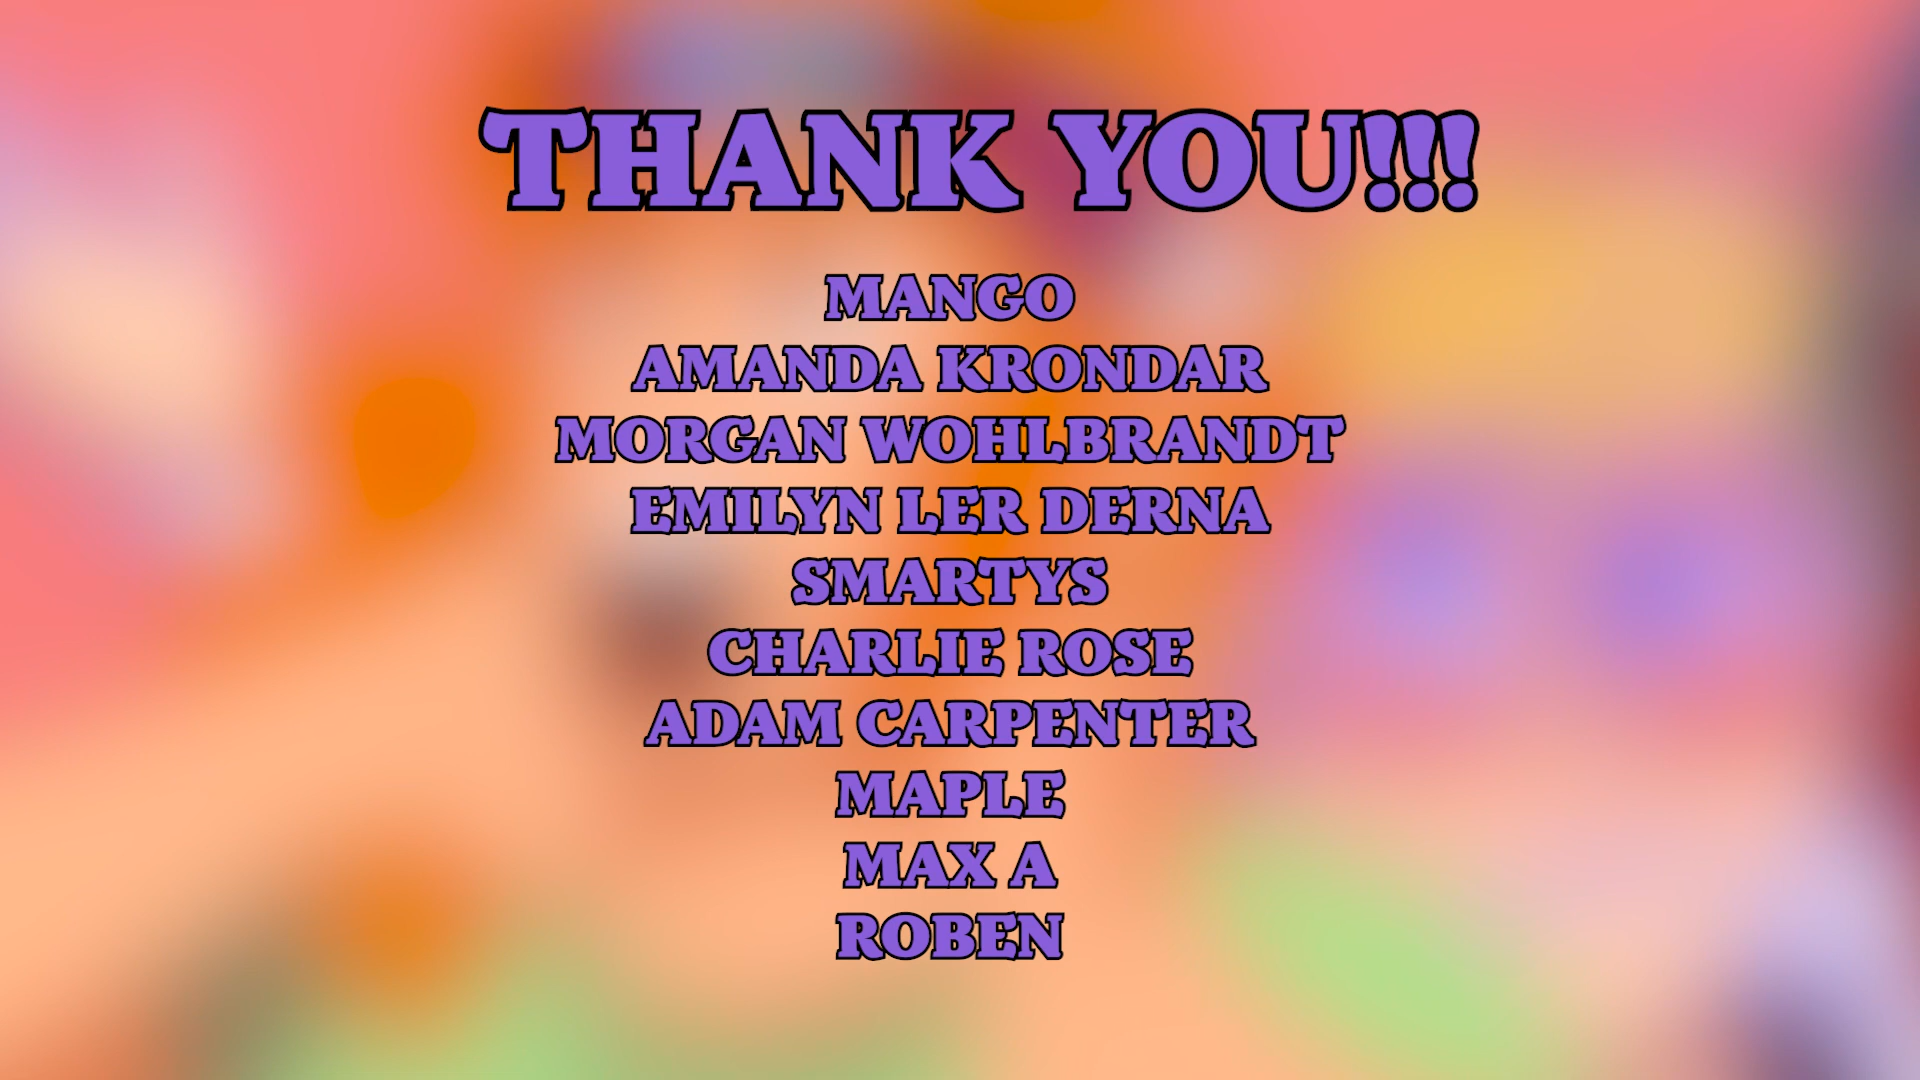 THANK YOU!!!
MANGO
AMANDA KRONDAR
MORGAN WOHLBRANDT
EMILYN LER DERNA
SMARTYS
CHARLIE ROSE
ADAM CARPENTER
MAPLE
MAX A
ROBEN